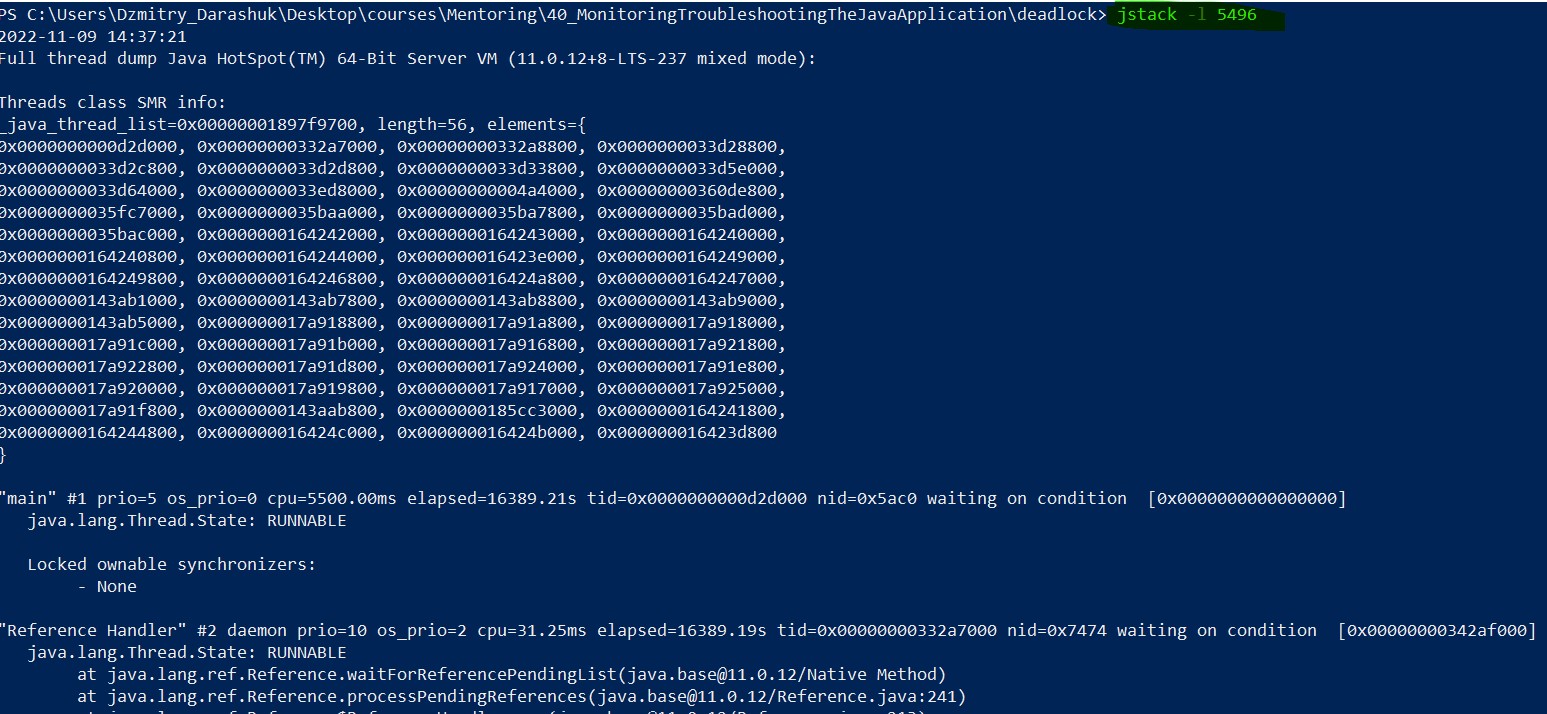 PS C:\Users\Dzmitry_Darashuk\Desktop\courses\Mentoring\40_MonitoringTroubleshootingTheJavaApplication\deadlock> jstack -l 5496
2022-11-09 14:37:21
Full thread dump Java HotSpot(TM) 64-Bit Server VM (11.0.12+8-LTS-237 mixed mode):
Threads class SMR info:
_java_thread_list=0x00000001897f9700, length=56, elements={
0x0000000000d2d000, 0x00000000332a7000, 0x00000000332a8800, 0x0000000033d28800,
0x0000000033d2c800, 0x0000000033d2d800, 0x0000000033d33800, 0x0000000033d5e000,
0x0000000033d64000, 0x0000000033ed8000, 0x00000000004a4000, 0x00000000360de800,
0x0000000035fc7000, 0x0000000035baa000, 0x0000000035ba7800, 0x0000000035bad000,
0x0000000035bac000, 0x0000000164242000, 0x0000000164243000, 0x0000000164240000,
0x0000000164240800, 0x0000000164244000, 0x000000016423e000, 0x0000000164249000,
0x0000000164249800, 0x0000000164246800, 0x000000016424a800, 0x0000000164247000,
0x0000000143ab1000, 0x0000000143ab7800, 0x0000000143ab8800, 0x0000000143ab9000,
0x0000000143ab5000, 0x000000017a918800, 0x000000017a91a800, 0x000000017a918000,
0x000000017a91c000, 0x000000017a91b000, 0x000000017a916800, 0x000000017a921800,
0x000000017a922800, 0x000000017a91d800, 0x000000017a924000, 0x000000017a91e800,
0x000000017a920000, 0x000000017a919800, 0x000000017a917000, 0x000000017a925000,
0x000000017a91f800, 0x0000000143aab800, 0x0000000185cc3000, 0x0000000164241800,
0x0000000164244800, 0x000000016424c000, 0x000000016424b000, 0x000000016423d800
}
"main" #1 prio=5 os_prio=0 cpu=5500.00ms elapsed=16389.21s tid=0x0000000000d2d000 nid=0x5ac0 waiting on condition [0x0000000000000000]
java.lang.Thread.State: RUNNABLE
Locked ownable synchronizers:
- None
"Reference Handler" #2 daemon prio=10 os_prio=2 cpu=31.25ms elapsed=16389.19s tid=0x00000000332a7000 nid=0x7474 waiting on condition [0x00000000342af000]
java.lang.Thread.State: RUNNABLE
at java.lang.ref.Reference.waitForReferencePendingList(java.base@11.0.12/Native Method)
at java.lang.ref.Reference.processPendingReferences(java.base@11.0.12/Reference.java:241)